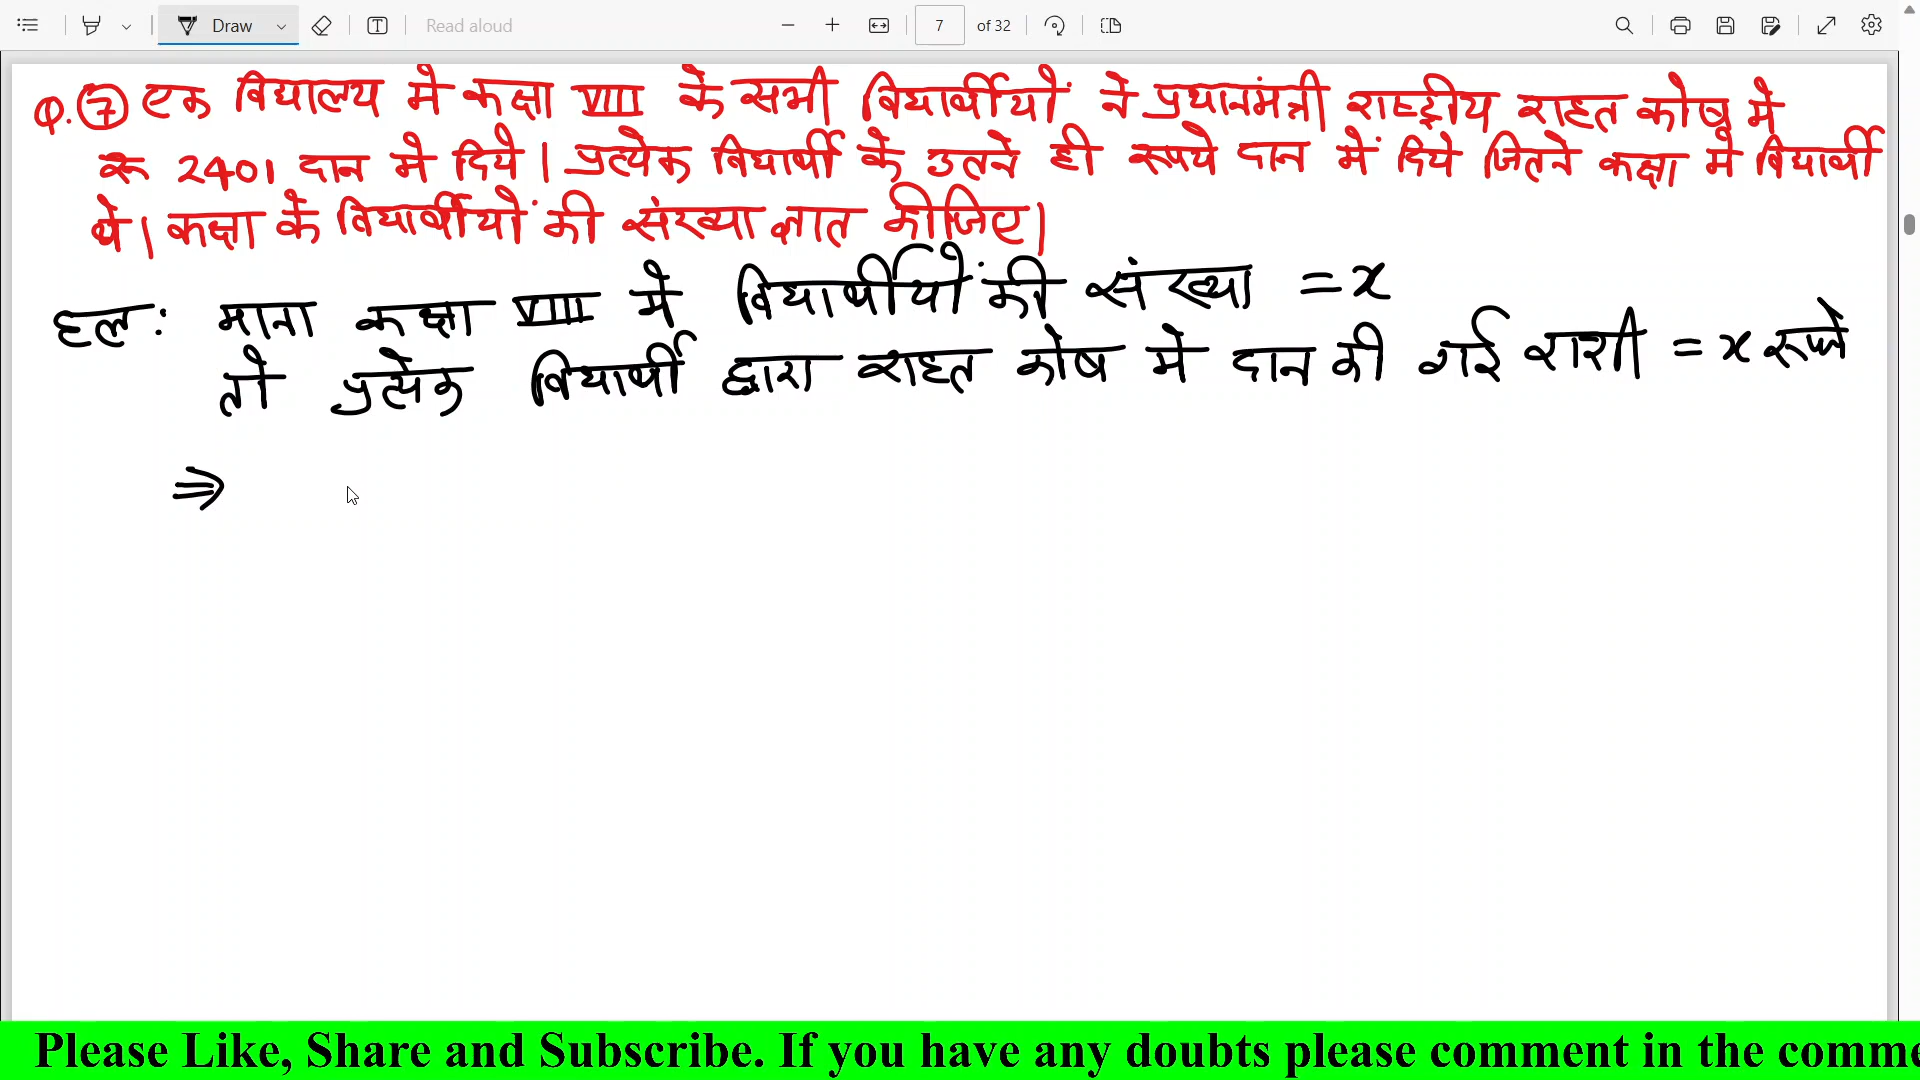 Draw
Read aloud
7 of 32
Q. 7 एक विद्यालय में कक्षा VIII के सभी विद्यार्थीयों ने प्रधानमंत्री राष्ट्रीय राहत कोष में
रू 2401 दान में दिये। प्रत्येक विद्यार्थी के उतने ही रूपये दान में दिये जितने कक्षा में विद्यार्थी
थे। कक्षा के विद्यार्थीयों की संख्या ज्ञात कीजिए।
हल: माना कक्षा VIII में विद्यार्थीयों की संख्या = x
तो प्रत्येक विद्यार्थी द्वारा राहत कोष में दान की गई राशी = x रूपये
⇒
Please Like, Share and Subscribe. If you have any doubts please comment in the comme